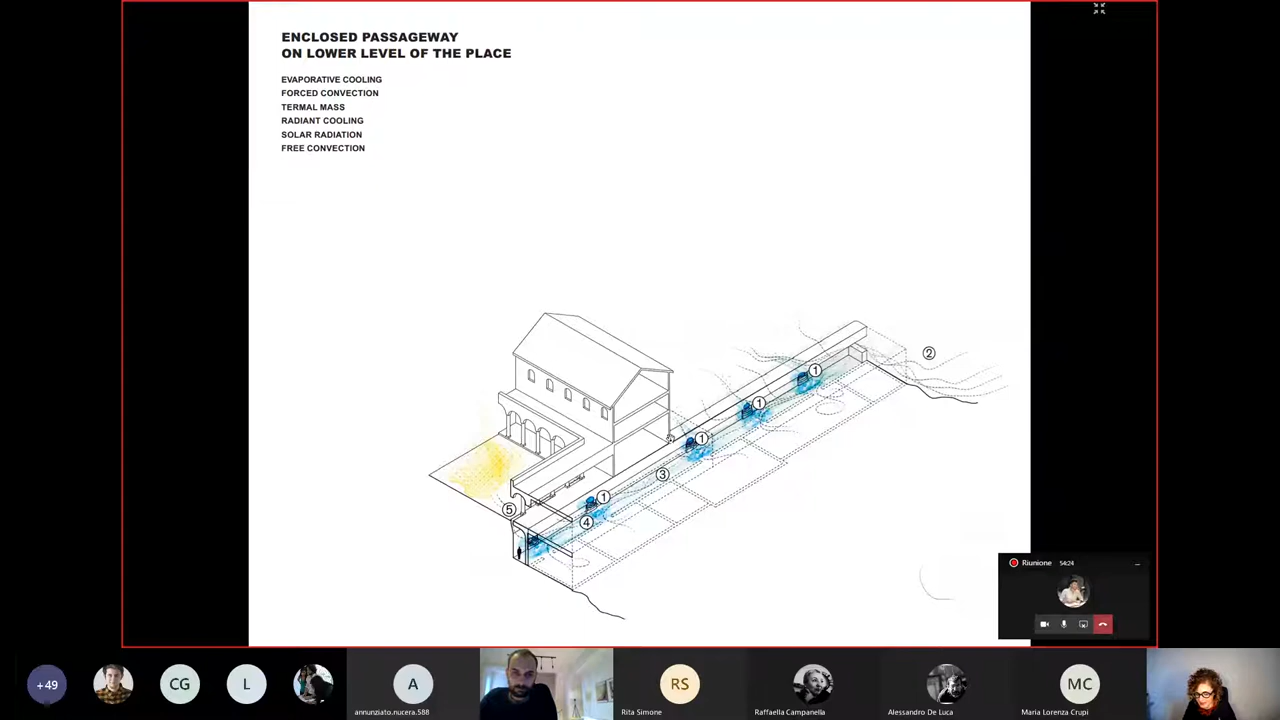 ENCLOSED PASSAGEWAY
ON LOWER LEVEL OF THE PLACE
EVAPORATIVE COOLING
FORCED CONVECTION
TERMAL MASS
RADIANT COOLING
SOLAR RADIATION
FREE CONVECTION
2
1
1
1
3
1
4
5
Riunione 54:24
+49
CG
L
A
annunziato.nucera.588
RS
Rita Simone
Raffaella Campanella
Alessandro De Luca
MC
Maria Lorenza Crupi